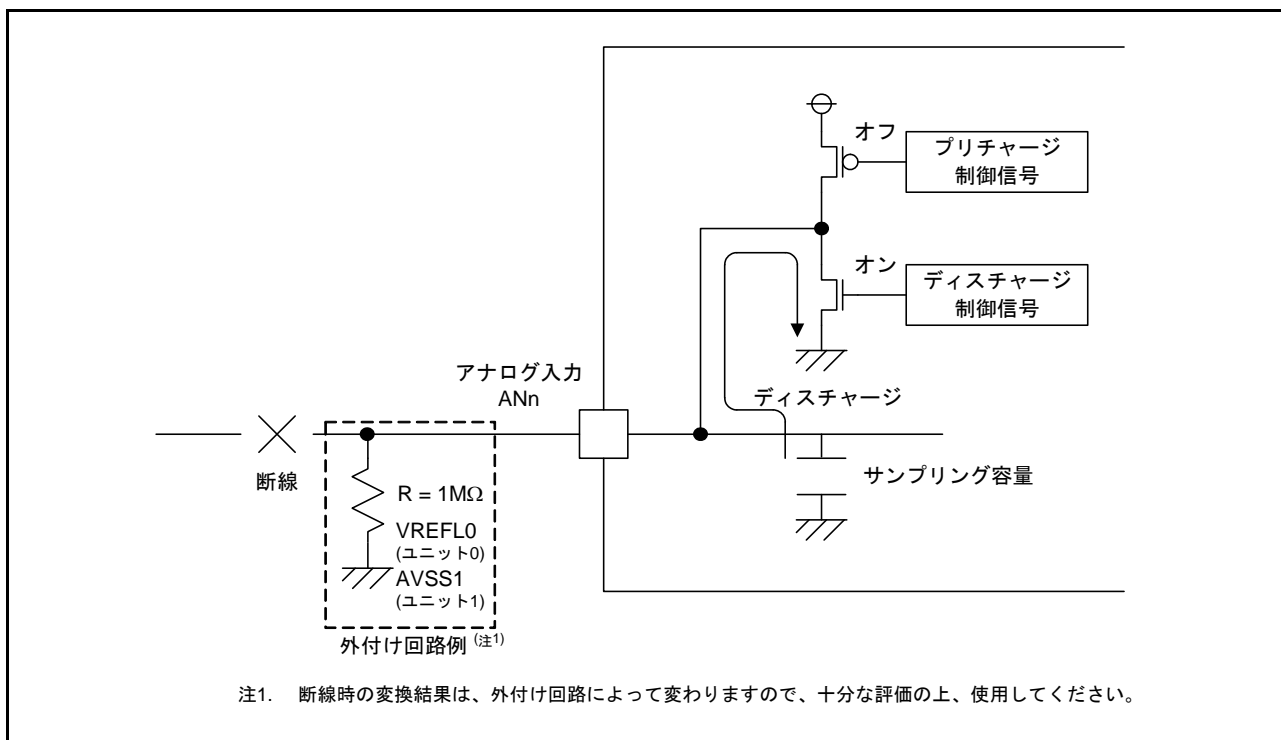 オフ
プリチャージ
制御信号
オン
ディスチャージ
制御信号
アナログ入力
ANn
ディスチャージ
断線
サンプリング容量
R = 1MΩ
VREFL0
(ユニット0)
AVSS1
(ユニット1)
外付け回路例 (注1)
注1. 断線時の変換結果は、外付け回路によって変わりますので、十分な評価の上、使用してください。